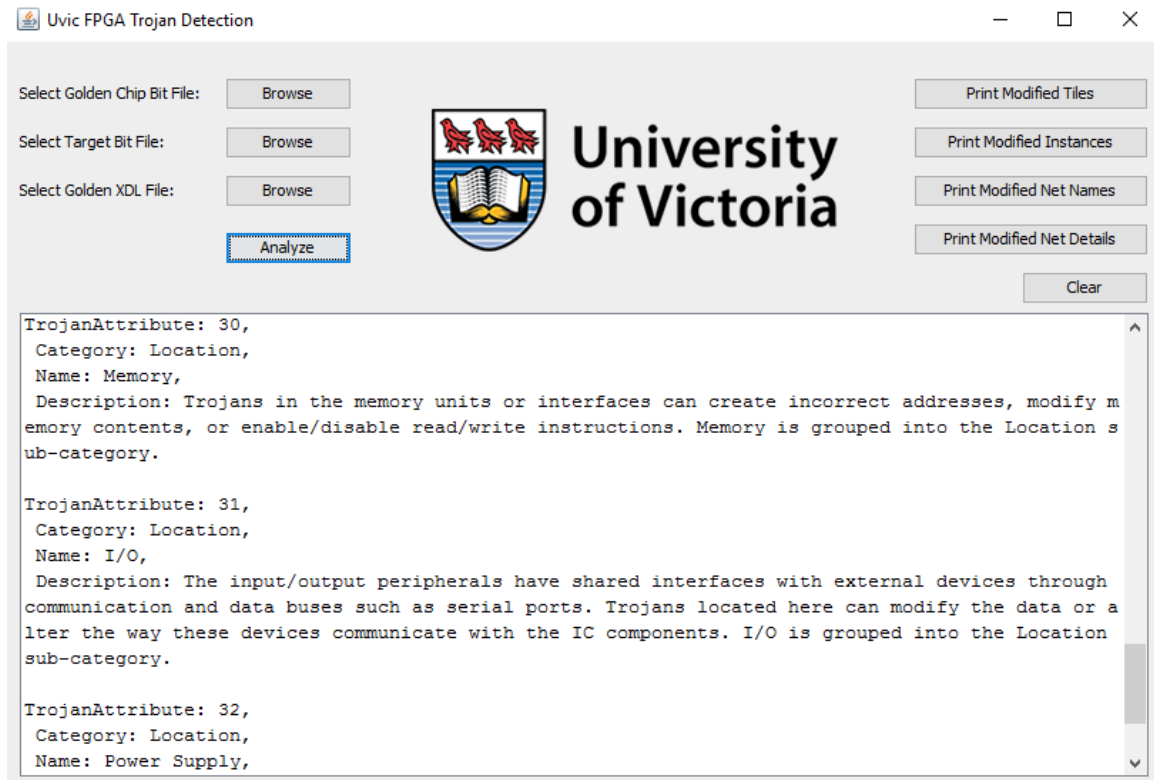 Uvic FPGA Trojan Detection
Select Golden Chip Bit File:
Browse
Print Modified Tiles
Select Target Bit File:
Browse
Print Modified Instances
Select Golden XDL File:
Browse
Print Modified Net Names
University
of Victoria
Analyze
Print Modified Net Details
Clear
TrojanAttribute: 30,
Category: Location,
Name: Memory,
Description: Trojans in the memory units or interfaces can create incorrect addresses, modify m
emory contents, or enable/disable read/write instructions. Memory is grouped into the Location s
ub-category.
TrojanAttribute: 31,
Category: Location,
Name: I/O,
Description: The input/output peripherals have shared interfaces with external devices through
communication and data buses such as serial ports. Trojans located here can modify the data or a
lter the way these devices communicate with the IC components. I/O is grouped into the Location
sub-category.
TrojanAttribute: 32,
Category: Location,
Name: Power Supply,